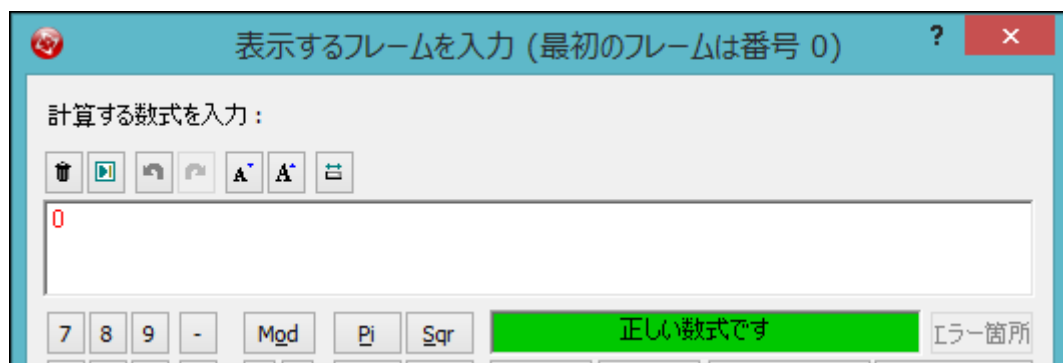 表示するフレームを入力 (最初のフレームは番号 0)
?
×
計算する数式を入力 :
0
7 8 9 - Mod Pi Sqr 正しい数式です エラー箇所